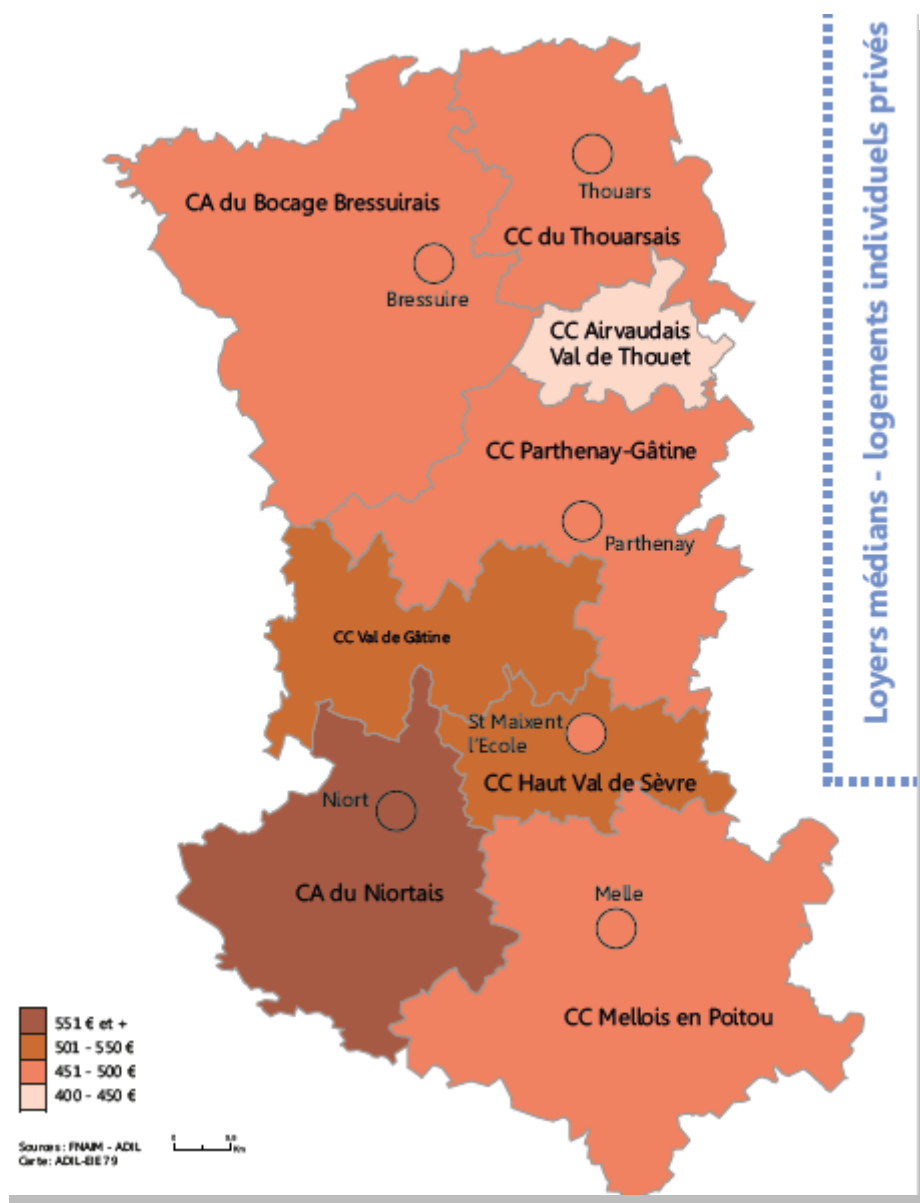 Loyers médians - logements individuels privés
CA du Bocage Bressuirais
Thouars
CC du Thouarsais
Bressuire
CC Airvaudais
Val de Thouet
CC Parthenay-Gâtine
Parthenay
CC Val de Gâtine
St Maixent
l'Ecole
CC Haut Val de Sèvre
Niort
CA du Niortais
Melle
CC Mellois en Poitou
551 € et +
501 - 550 €
451 - 500 €
400 - 450 €
Sources : FNAIM - ADIL
Carte : ADIL-EIE 79
0
Km